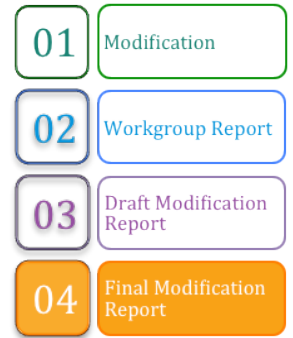 01
Modification
02
Workgroup Report
03
Draft Modification
Report
04
Final Modification
Report